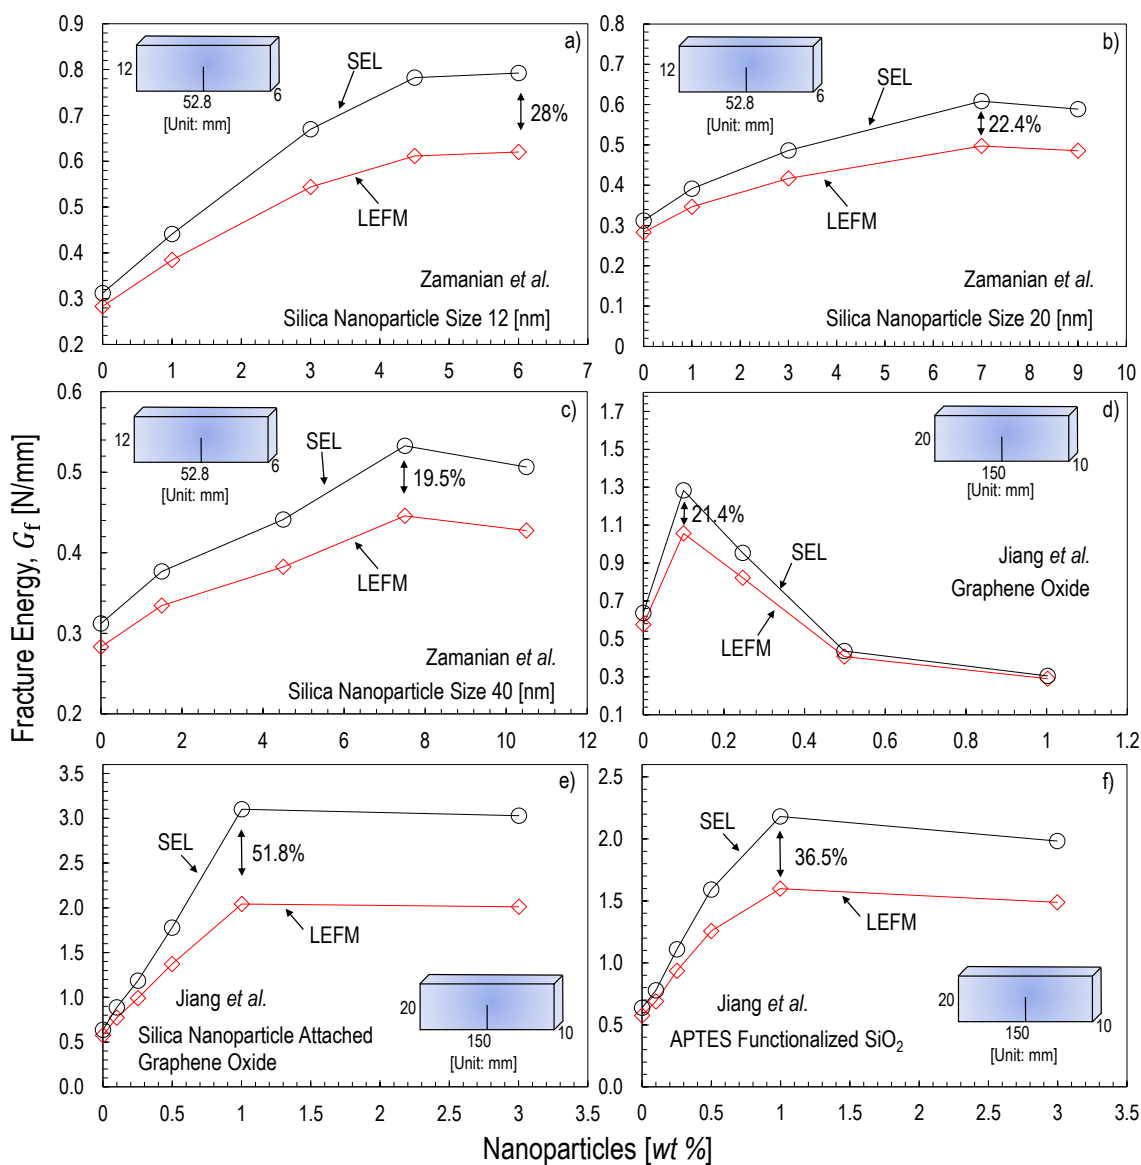 Fracture Energy, G_f [N/mm]
0.9
0.8
0.7
0.6
0.5
0.4
0.3
0.2
0 1 2 3 4 5 6 7
a)
12
52.8
6
[Unit: mm]
SEL
28%
LEFM
Zamanian et al.
Silica Nanoparticle Size 12 [nm]
0.8
0.7
0.6
0.5
0.4
0.3
0.2
0.1
0
0 1 2 3 4 5 6 7 8 9 10
b)
12
52.8
6
[Unit: mm]
SEL
22.4%
LEFM
Zamanian et al.
Silica Nanoparticle Size 20 [nm]
0.6
0.5
0.4
0.3
0.2
0 2 4 6 8 10 12
c)
12
52.8
6
[Unit: mm]
SEL
19.5%
LEFM
Zamanian et al.
Silica Nanoparticle Size 40 [nm]
1.7
1.5
1.3
1.1
0.9
0.7
0.5
0.3
0.1
0 0.2 0.4 0.6 0.8 1 1.2
d)
20
150
10
[Unit: mm]
21.4%
SEL
LEFM
Jiang et al.
Graphene Oxide
3.5
3.0
2.5
2.0
1.5
1.0
0.5
0.0
0 0.5 1 1.5 2 2.5 3 3.5
e)
SEL
51.8%
LEFM
Jiang et al.
Silica Nanoparticle Attached
Graphene Oxide
20
150
10
[Unit: mm]
2.5
2.0
1.5
1.0
0.5
0.0
0 0.5 1 1.5 2 2.5 3 3.5
f)
SEL
36.5%
LEFM
Jiang et al.
APTES Functionalized SiO₂
20
150
10
[Unit: mm]
Nanoparticles [wt %]